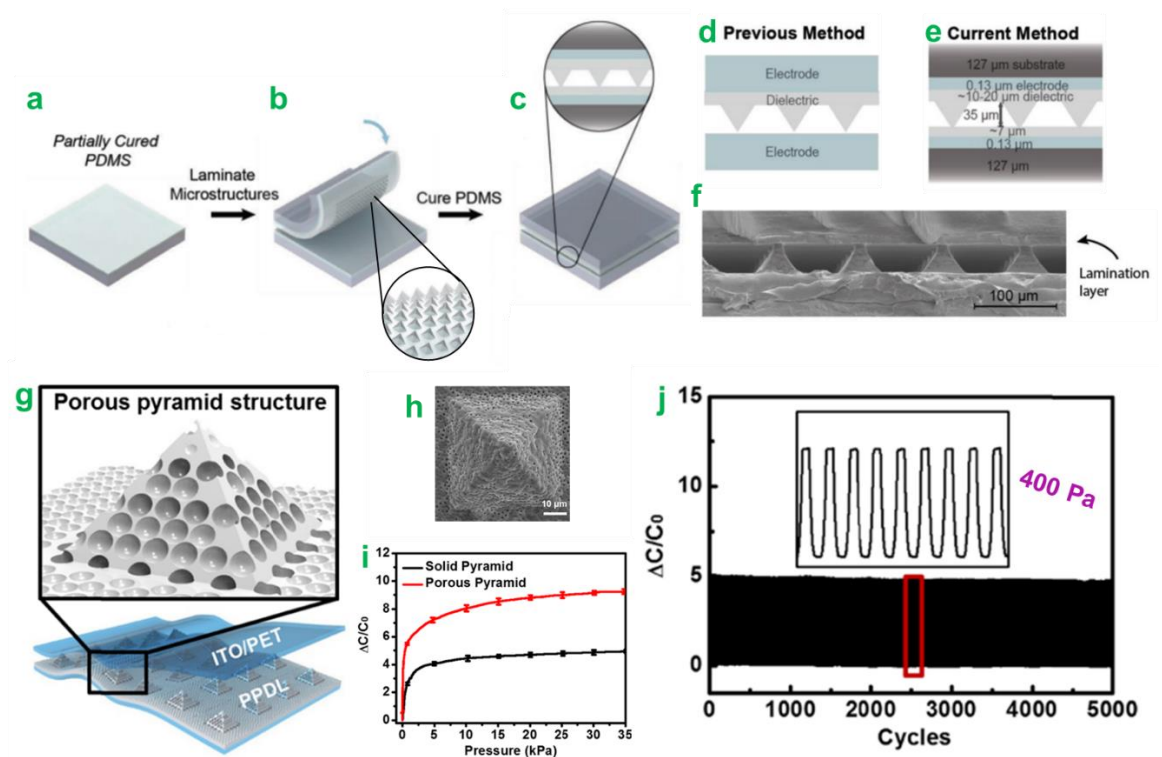 a
Partially Cured
PDMS
Laminate
Microstructures
b
Cure PDMS
c
d
Previous Method
Electrode
Dielectric
Electrode
e
Current Method
127 µm substrate
0.13 µm electrode
~10-20 µm dielectric
35 µm
~7 µm
0.13 µm
127 µm
f
Lamination
layer
100 µm
g
Porous pyramid structure
ITO/PET
PPDL
h
10 µm
i
Solid Pyramid
Porous Pyramid
ΔC/C₀
12
10
8
6
4
2
0
0 5 10 15 20 25 30 35
Pressure (kPa)
j
400 Pa
ΔC/C₀
15
10
5
0
0 1000 2000 3000 4000 5000
Cycles